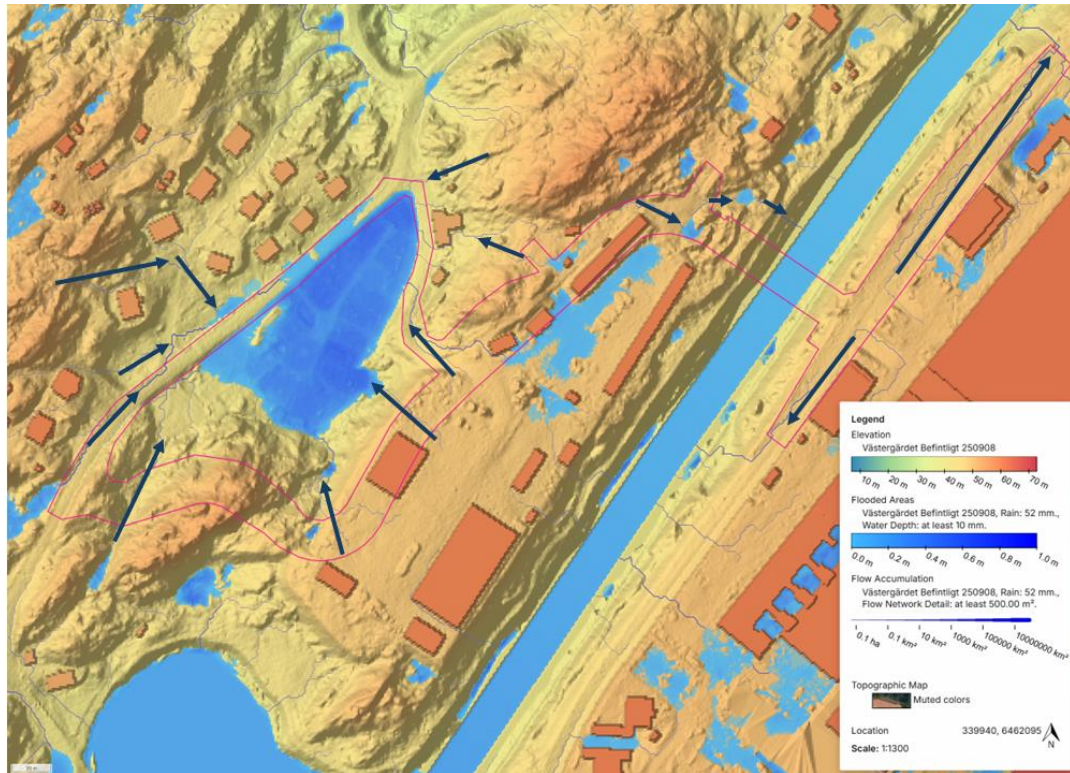 Legend
Elevation
Västergärdet Befintligt 250908
10 m 20 m 30 m 40 m 50 m 60 m 70 m
Flooded Areas
Västergärdet Befintligt 250908, Rain: 52 mm.,
Water Depth: at least 10 mm.
0.0 m 0.2 m 0.4 m 0.6 m 0.8 m 1.0 m
Flow Accumulation
Västergärdet Befintligt 250908, Rain: 52 mm.,
Flow Network Detail: at least 500.00 m².
0.1 ha 0.1 km² 10 km² 1000 km² 100000 km² 10000000 km²
Topographic Map
Muted colors
Location 339940, 6462095
Scale: 1:1300
N